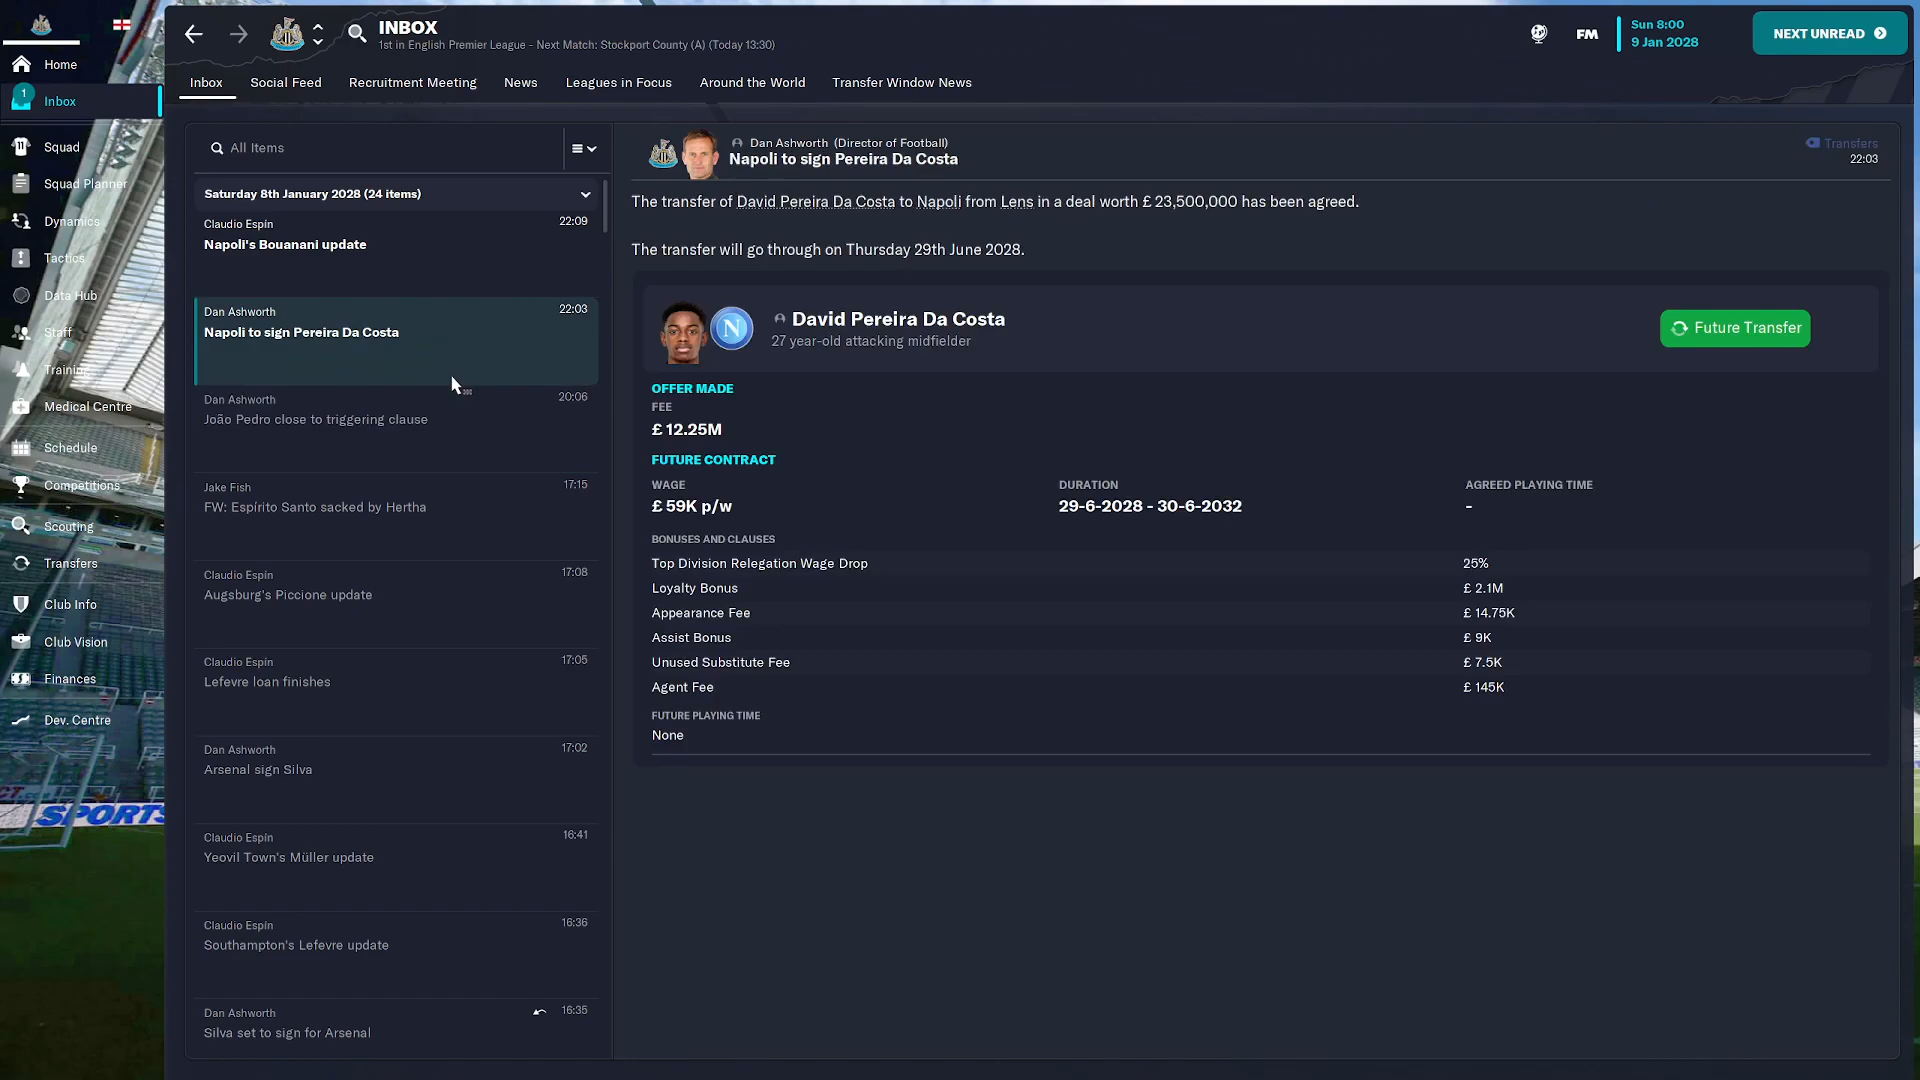 INBOX
1st in English Premier League - Next Match: Stockport County (A) (Today 13:30)
FM
Sun 8:00
9 Jan 2028
NEXT UNREAD
Inbox
Social Feed
Recruitment Meeting
News
Leagues in Focus
Around the World
Transfer Window News
Home
1
Inbox
Squad
Squad Planner
Dynamics
Tactics
Data Hub
Staff
Training
Medical Centre
Schedule
Competitions
Scouting
Transfers
Club Info
Club Vision
Finances
Dev. Centre
SPORTS
All Items
Saturday 8th January 2028 (24 items)
Claudio Espín
22:09
Napoli's Bouanani update
Dan Ashworth
22:03
Napoli to sign Pereira Da Costa
Dan Ashworth
20:06
João Pedro close to triggering clause
Jake Fish
17:15
FW: Espírito Santo sacked by Hertha
Claudio Espín
17:08
Augsburg's Piccione update
Claudio Espín
17:05
Lefevre loan finishes
Dan Ashworth
17:02
Arsenal sign Silva
Claudio Espín
16:41
Yeovil Town's Müller update
Claudio Espín
16:36
Southampton's Lefevre update
Dan Ashworth
16:35
Silva set to sign for Arsenal
Dan Ashworth (Director of Football)
Napoli to sign Pereira Da Costa
Transfers
22:03
The transfer of David Pereira Da Costa to Napoli from Lens in a deal worth £ 23,500,000 has been agreed.
The transfer will go through on Thursday 29th June 2028.
N
David Pereira Da Costa
27 year-old attacking midfielder
Future Transfer
OFFER MADE
FEE
£ 12.25M
FUTURE CONTRACT
WAGE
£ 59K p/w
DURATION
29-6-2028 - 30-6-2032
AGREED PLAYING TIME
-
BONUSES AND CLAUSES
Top Division Relegation Wage Drop 25%
Loyalty Bonus £ 2.1M
Appearance Fee £ 14.75K
Assist Bonus £ 9K
Unused Substitute Fee £ 7.5K
Agent Fee £ 145K
FUTURE PLAYING TIME
None